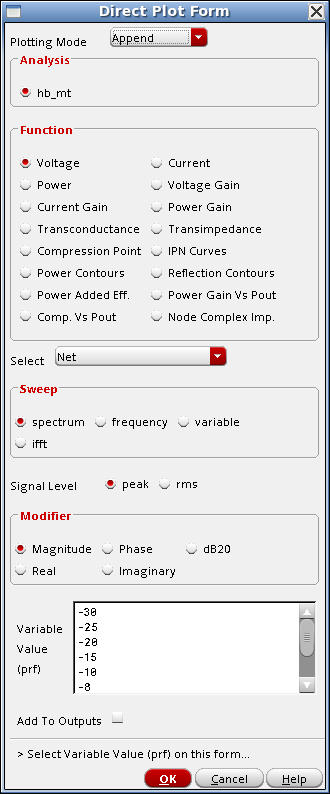 Direct Plot Form
Plotting Mode Append
Analysis
hb_mt
Function
Voltage Current
Power Voltage Gain
Current Gain Power Gain
Transconductance Transimpedance
Compression Point IPN Curves
Power Contours Reflection Contours
Power Added Eff. Power Gain Vs Pout
Comp. Vs Pout Node Complex Imp.
Select Net
Sweep
spectrum frequency variable
ifft
Signal Level peak rms
Modifier
Magnitude Phase dB20
Real Imaginary
Variable
Value
(prf)
-30
-25
-20
-15
-10
-8
Add To Outputs
> Select Variable Value (prf) on this form...
OK Cancel Help